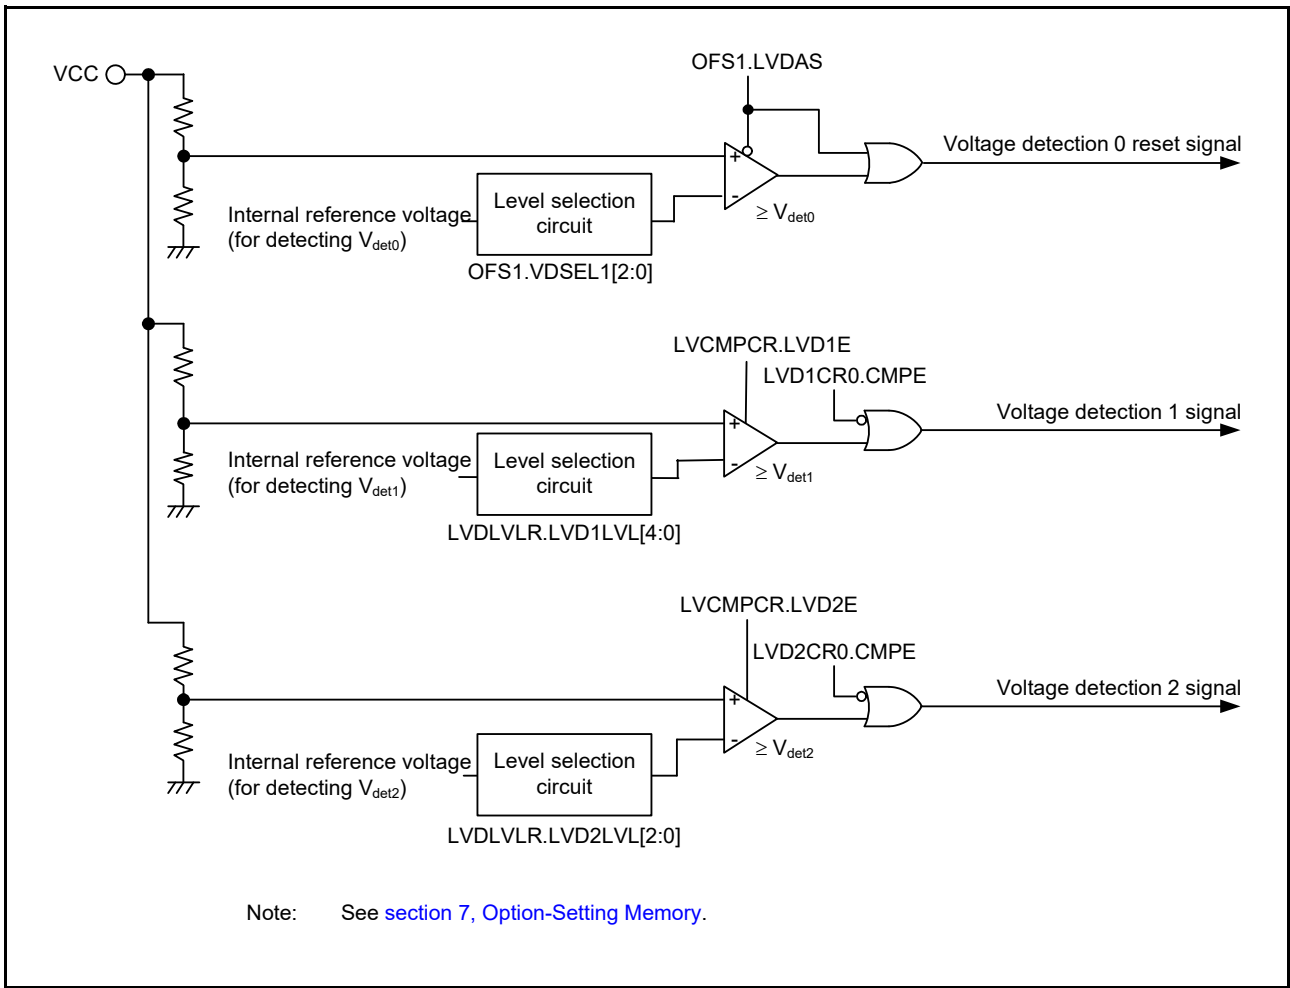 OFS1.LVDAS
VCC
Voltage detection 0 reset signal
+
-
Level selection
circuit
Internal reference voltage
(for detecting Vdet0)
≥ Vdet0
OFS1.VDSEL1[2:0]
LVCMPCR.LVD1E
LVD1CR0.CMPE
Voltage detection 1 signal
+
-
Level selection
circuit
Internal reference voltage
(for detecting Vdet1)
≥ Vdet1
LVDLVLR.LVD1LVL[4:0]
LVCMPCR.LVD2E
LVD2CR0.CMPE
Voltage detection 2 signal
+
-
Level selection
circuit
Internal reference voltage
(for detecting Vdet2)
≥ Vdet2
LVDLVLR.LVD2LVL[2:0]
Note: See section 7, Option-Setting Memory.